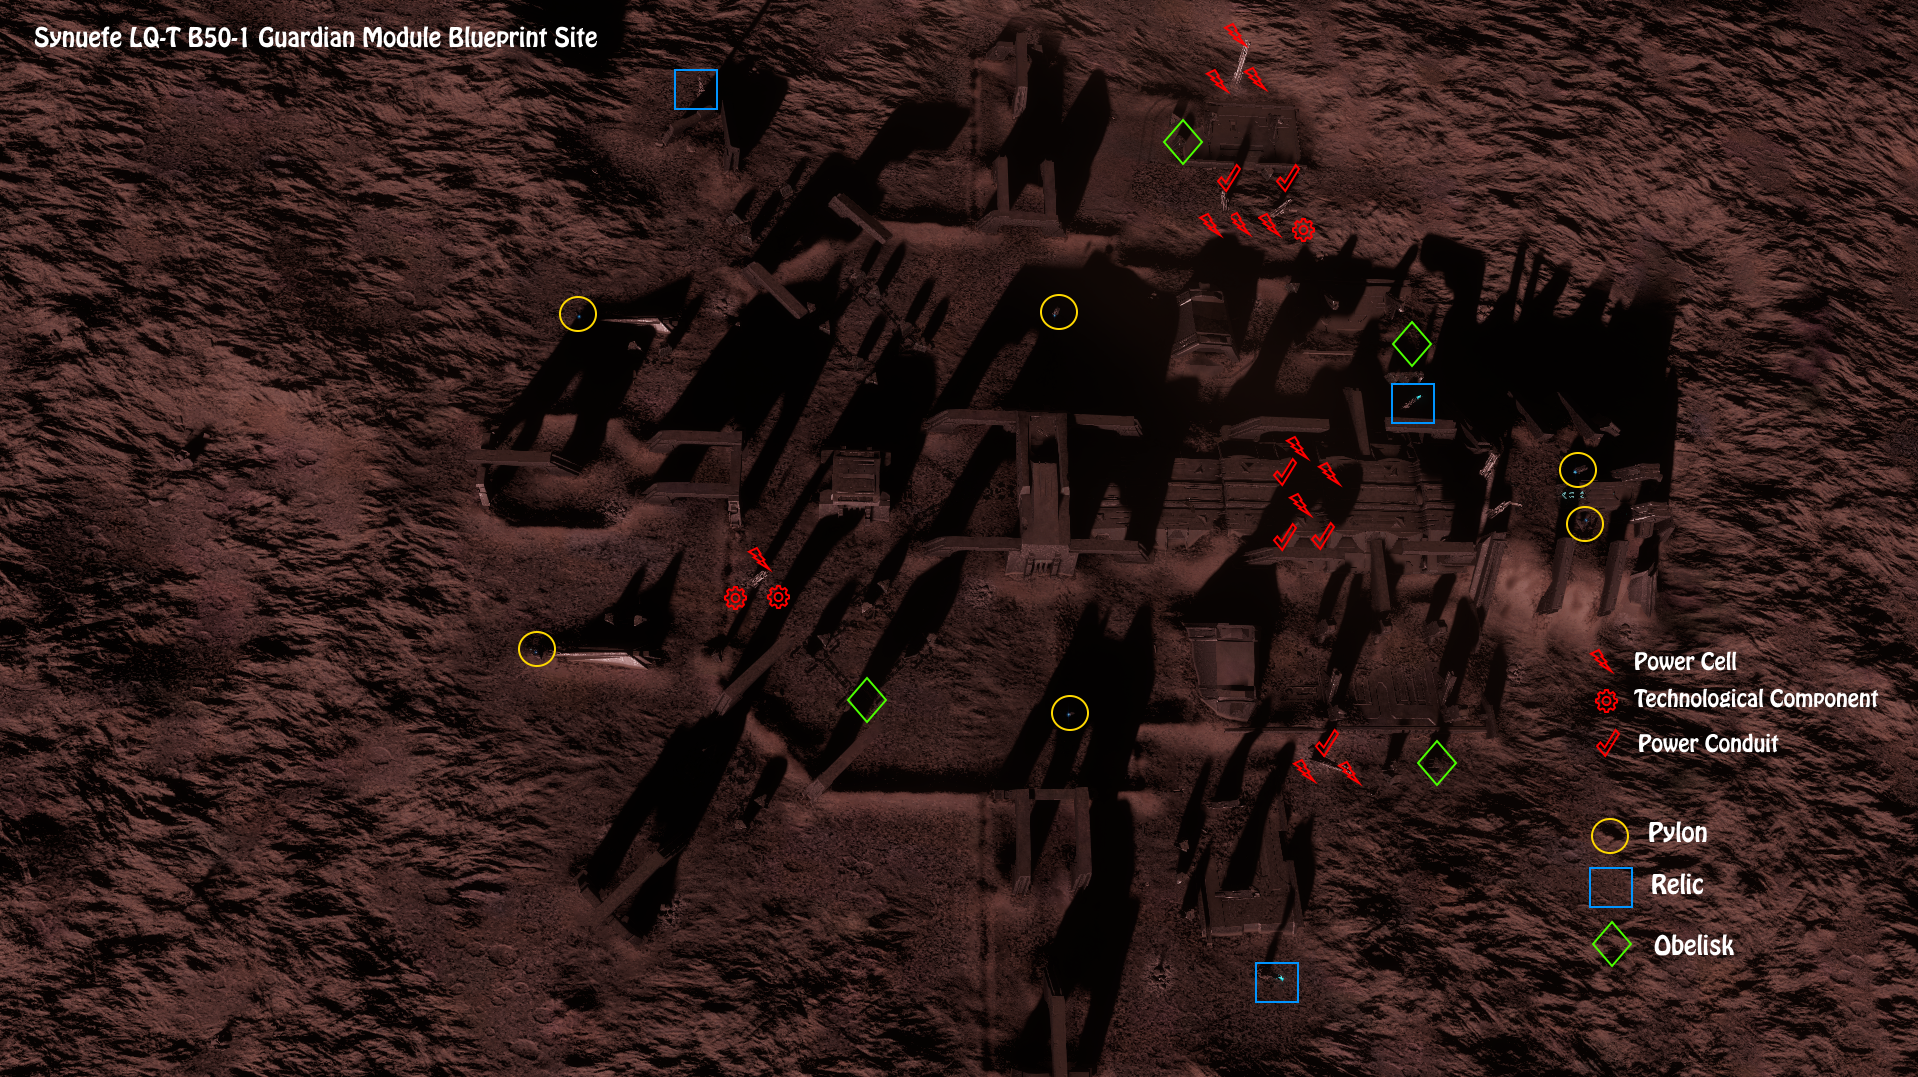 Synuefe LQ-T B50-1 Guardian Module Blueprint Site
Power Cell
Technological Component
Power Conduit
Pylon
Relic
Obelisk